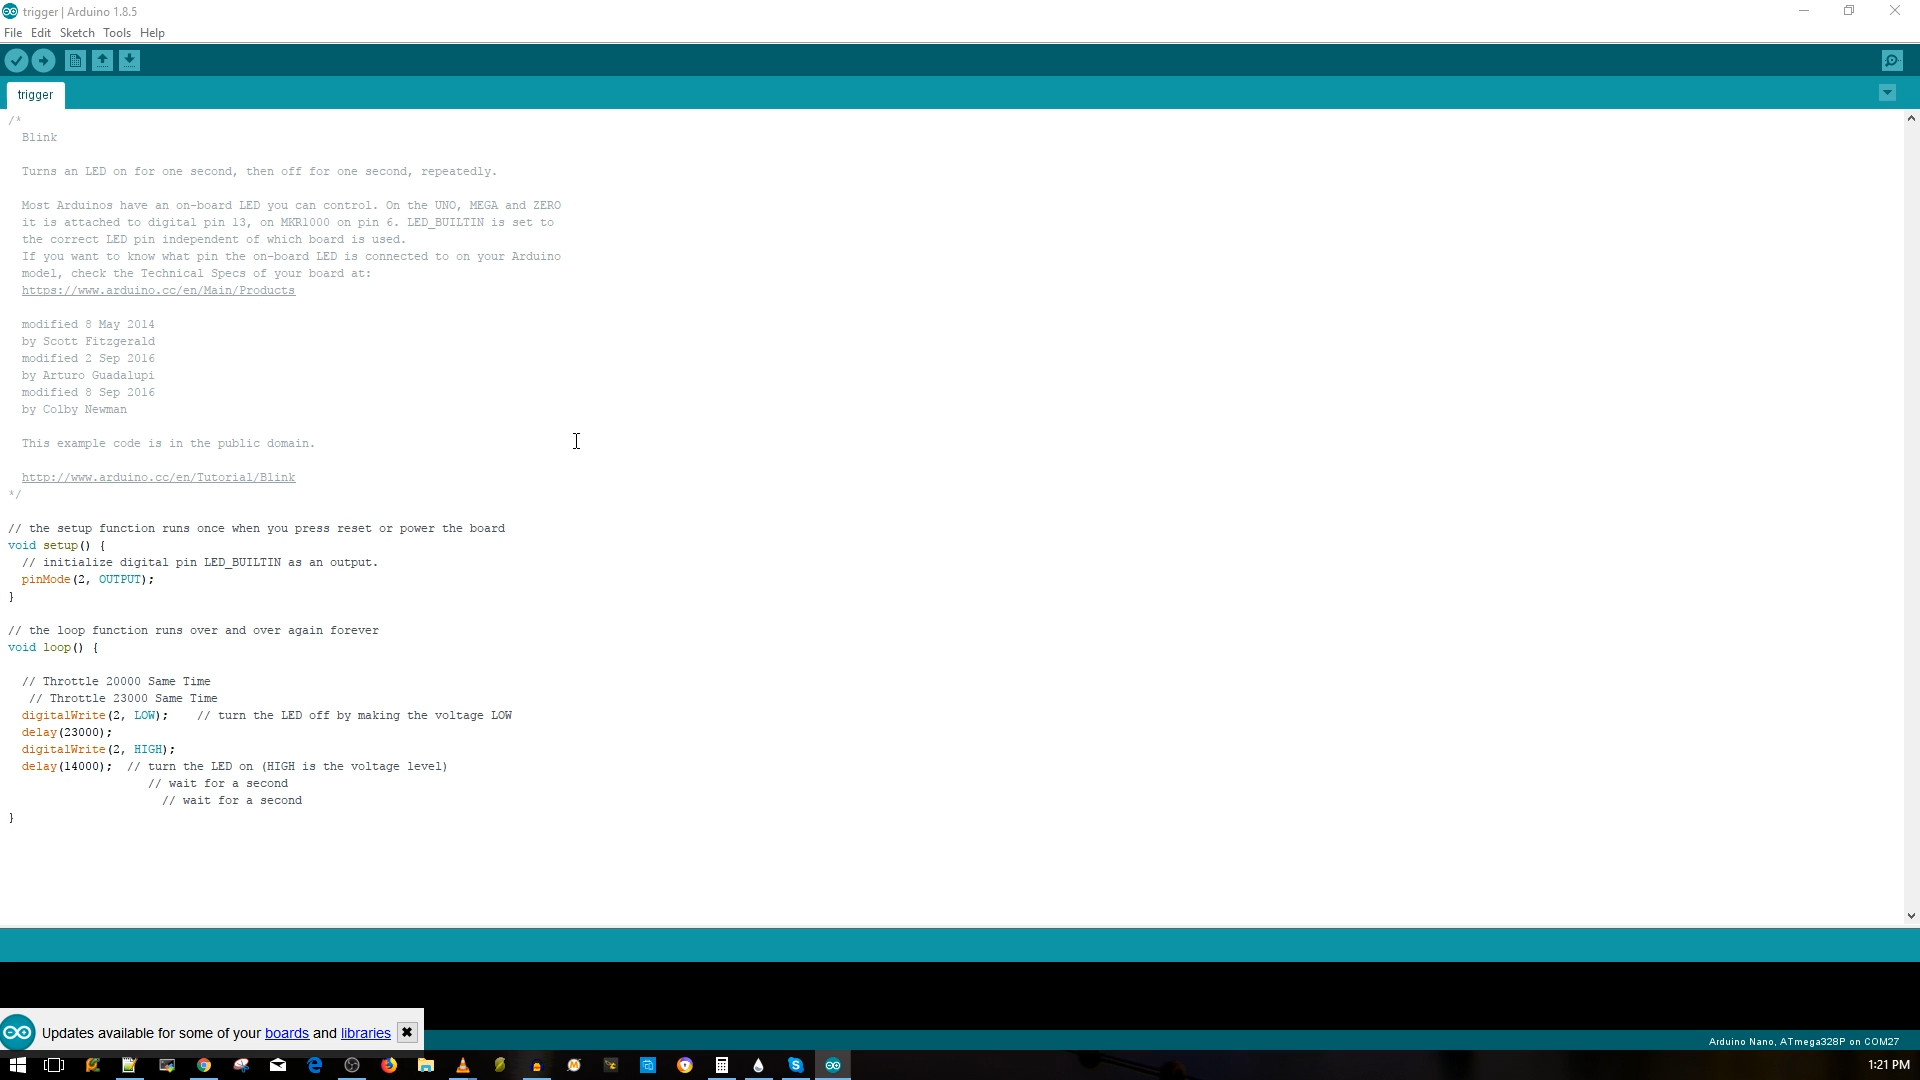 trigger | Arduino 1.8.5
File Edit Sketch Tools Help
trigger
/*
Blink
Turns an LED on for one second, then off for one second, repeatedly.
Most Arduinos have an on-board LED you can control. On the UNO, MEGA and ZERO
it is attached to digital pin 13, on MKR1000 on pin 6. LED_BUILTIN is set to
the correct LED pin independent of which board is used.
If you want to know what pin the on-board LED is connected to on your Arduino
model, check the Technical Specs of your board at:
https://www.arduino.cc/en/Main/Products
modified 8 May 2014
by Scott Fitzgerald
modified 2 Sep 2016
by Arturo Guadalupi
modified 8 Sep 2016
by Colby Newman
This example code is in the public domain.
http://www.arduino.cc/en/Tutorial/Blink
*/
// the setup function runs once when you press reset or power the board
void setup() {
// initialize digital pin LED_BUILTIN as an output.
pinMode(2, OUTPUT);
}
// the loop function runs over and over again forever
void loop() {
// Throttle 20000 Same Time
// Throttle 23000 Same Time
digitalWrite(2, LOW);    // turn the LED off by making the voltage LOW
delay(23000);
digitalWrite(2, HIGH);
delay(14000);  // turn the LED on (HIGH is the voltage level)
// wait for a second
// wait for a second
}
Updates available for some of your boards and libraries
Arduino Nano, ATmega328P on COM27
1:21 PM